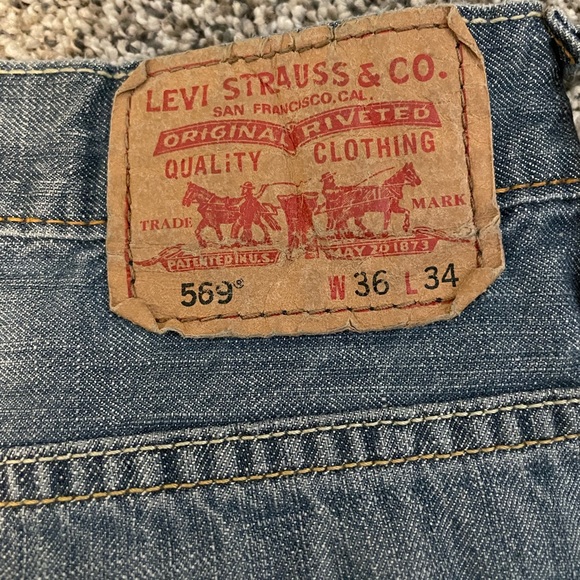 LEVI STRAUSS & CO.
SAN FRANCISCO, CAL.
ORIGINAL RIVETED
QUALITY CLOTHING
TRADE MARK
PATENTED IN U.S. MAY 20 1873
569® W 36 L 34